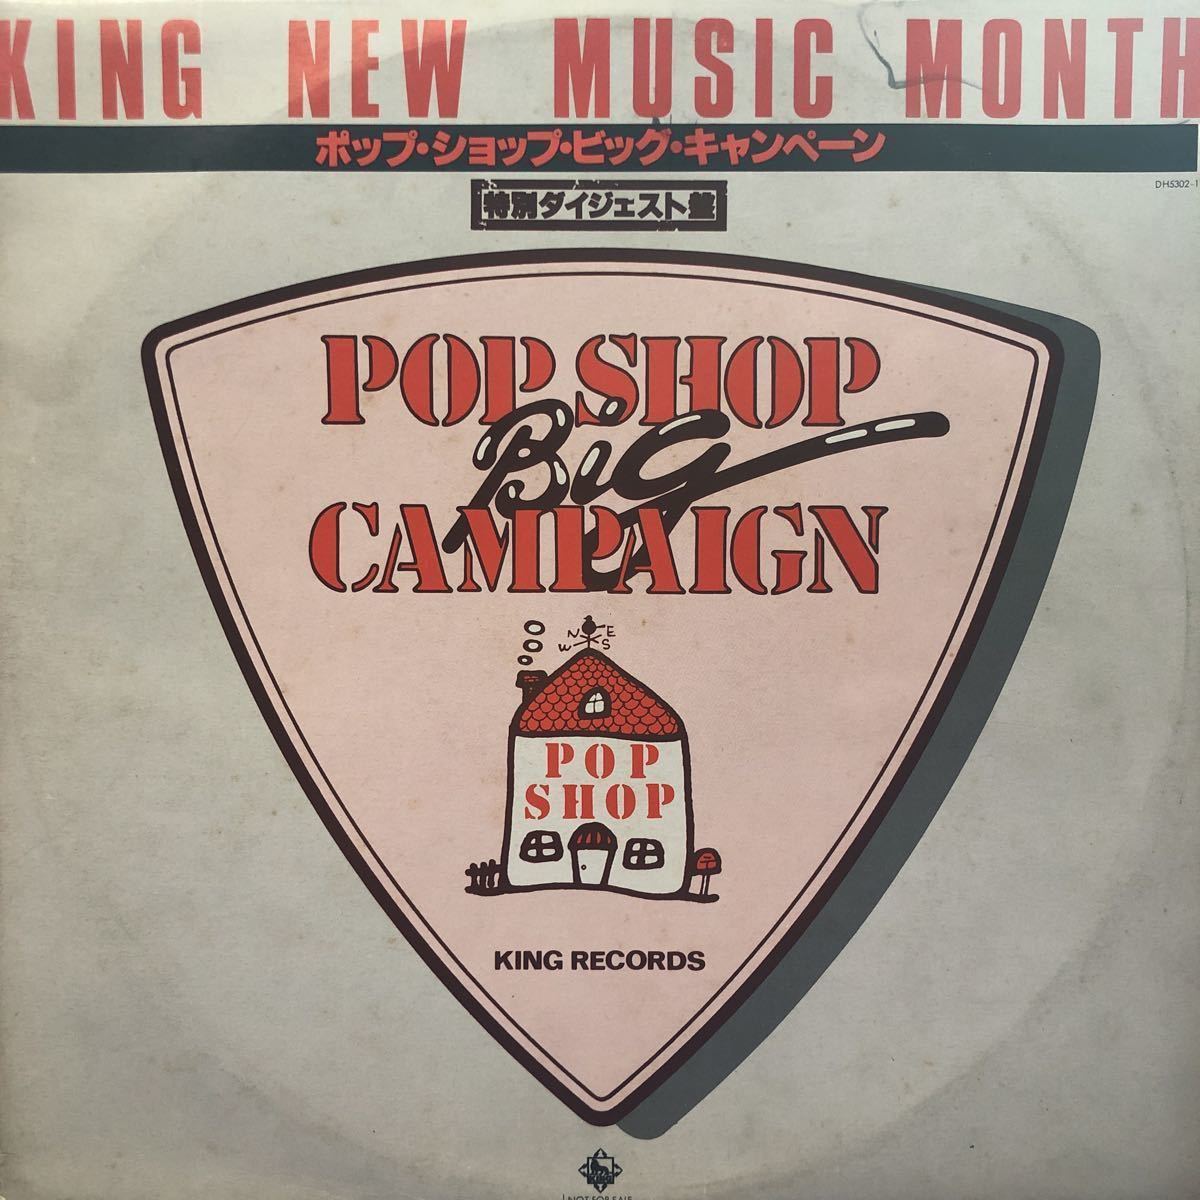 KING NEW MUSIC MONTH
ポップ・ショップ・ビッグ・キャンペーン
DH5302-1
特別ダイジェスト盤
POP SHOP
Big
CAMPAIGN
N E
W S
POP
SHOP
KING RECORDS
KING
NOT FOR SALE